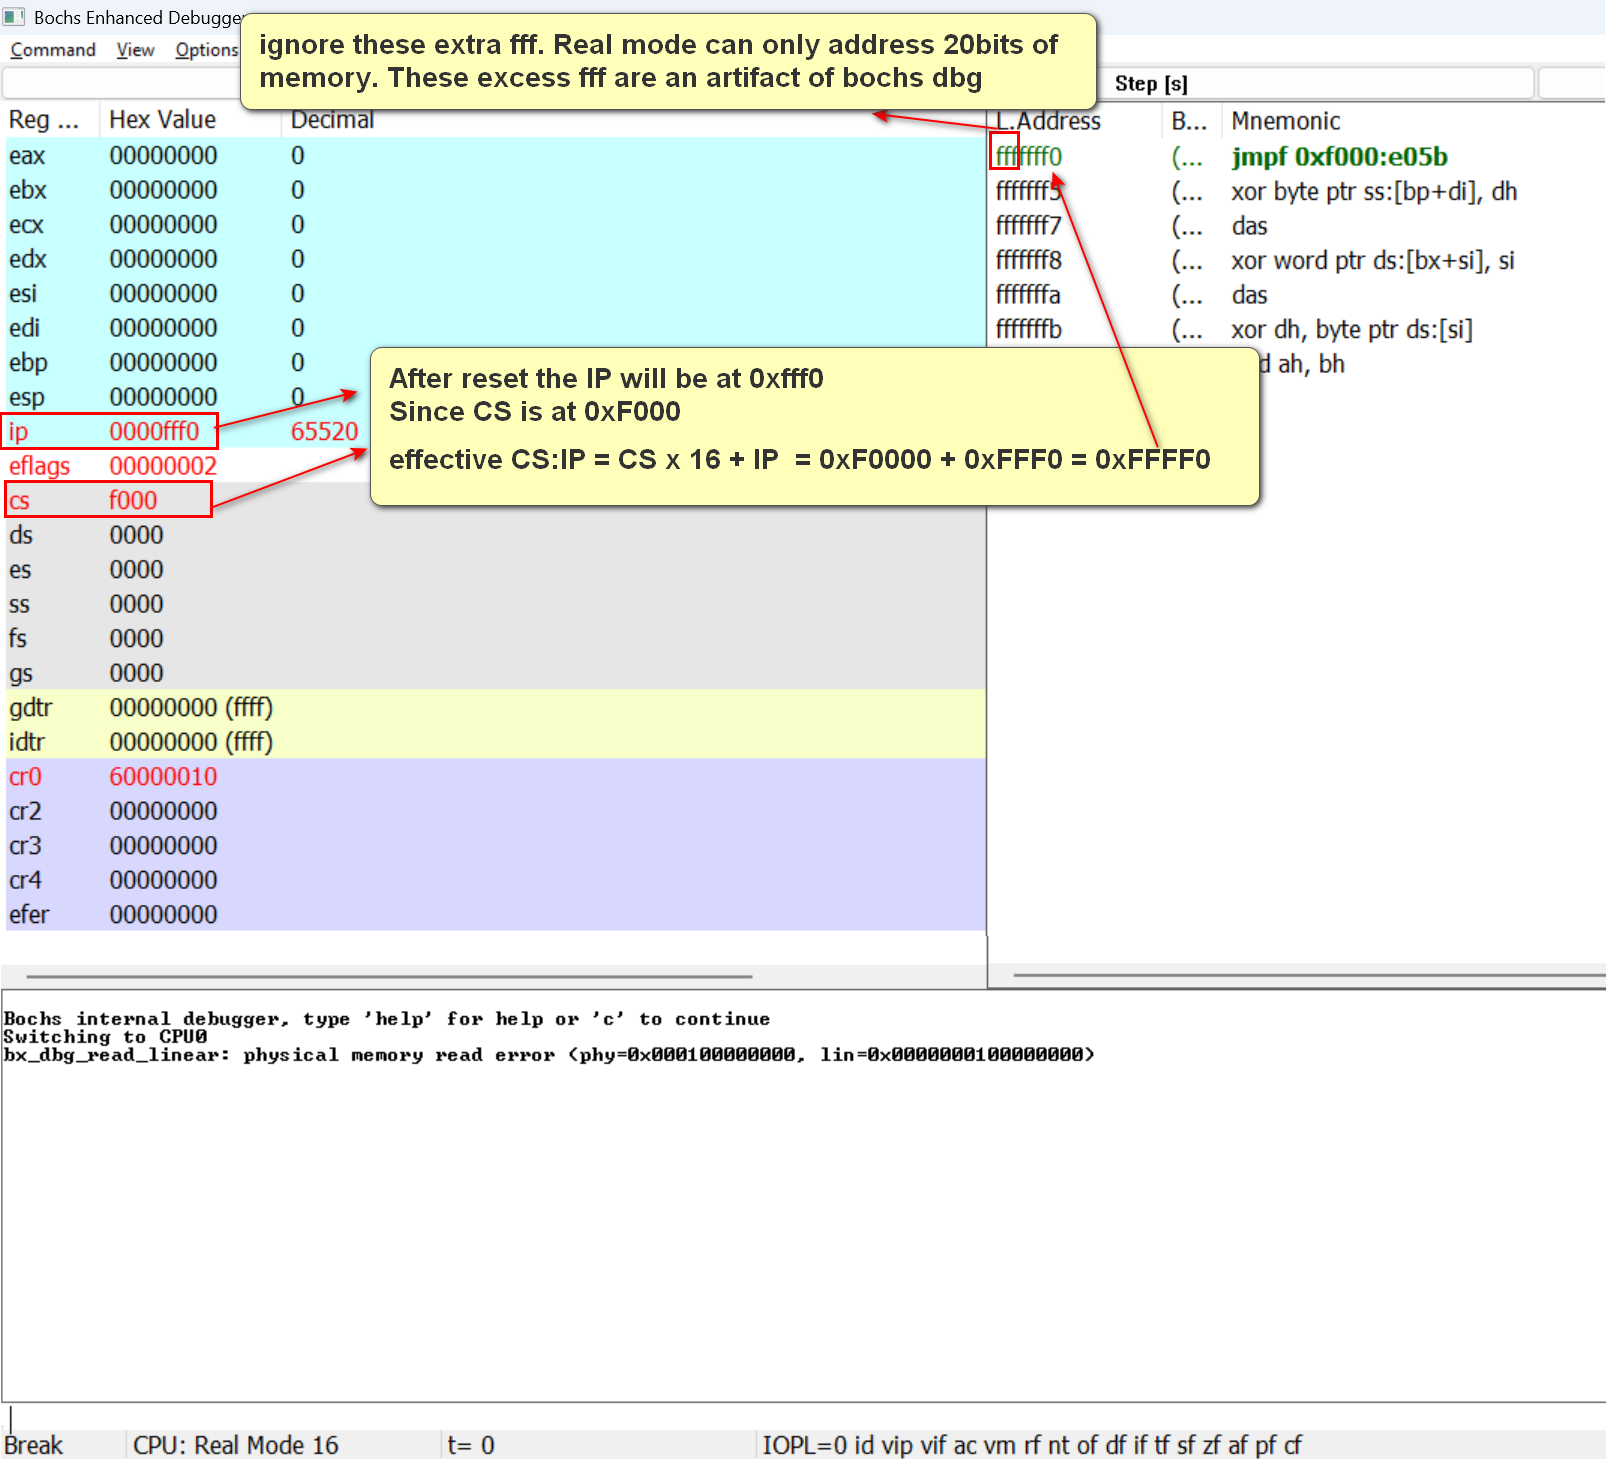 Bochs Enhanced Debugger
Command View Options
ignore these extra fff. Real mode can only address 20bits of
memory. These excess fff are an artifact of bochs dbg
Step [s]
Reg ... Hex Value Decimal
L.Address B... Mnemonic
eax 00000000 0
fffffff0 (... jmpf 0xf000:e05b
ebx 00000000 0
fffffff5 (... xor byte ptr ss:[bp+di], dh
ecx 00000000 0
fffffff7 (... das
edx 00000000 0
fffffff8 (... xor word ptr ds:[bx+si], si
esi 00000000 0
fffffffa (... das
edi 00000000 0
fffffffb (... xor dh, byte ptr ds:[si]
ebp 00000000 0
d ah, bh
esp 00000000 0
ip 0000fff0 65520
eflags 00000002
cs f000
After reset the IP will be at 0xfff0
Since CS is at 0xF000
effective CS:IP = CS x 16 + IP = 0xF0000 + 0xFFF0 = 0xFFFF0
ds 0000
es 0000
ss 0000
fs 0000
gs 0000
gdtr 00000000 (ffff)
idtr 00000000 (ffff)
cr0 60000010
cr2 00000000
cr3 00000000
cr4 00000000
efer 00000000
Bochs internal debugger, type 'help' for help or 'c' to continue
Switching to CPU0
bx_dbg_read_linear: physical memory read error (phy=0x000100000000, lin=0x0000000100000000)
Break CPU: Real Mode 16 t= 0 IOPL=0 id vip vif ac vm rf nt of df if tf sf zf af pf cf